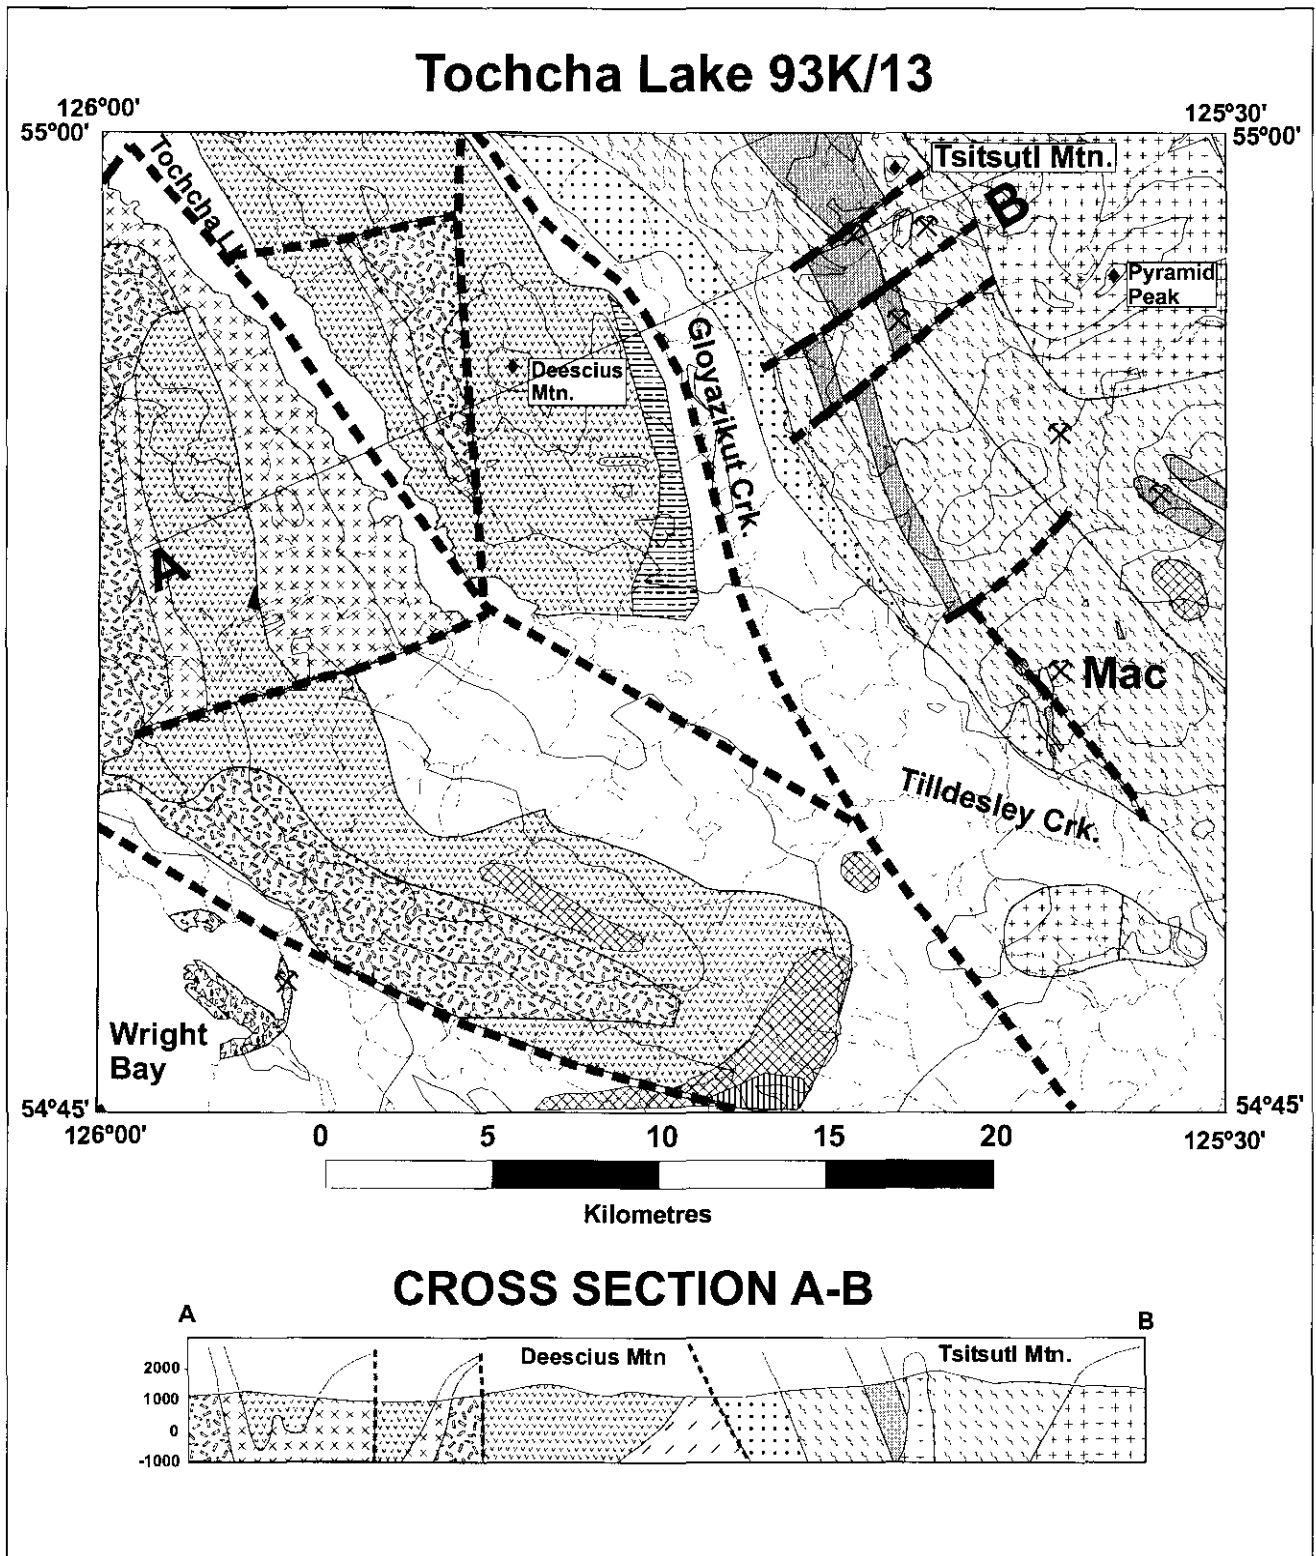 Tochcha Lake 93K/13
126°00'
125°30'
55°00'
55°00'
Tochcha Lk.
Tsitsutl Mtn.
B
Pyramid
Peak
Gloyazikut Crk.
Deescius
Mtn.
A
Mac
Tilldesley Crk.
Wright
Bay
54°45'
54°45'
126°00'
125°30'
0 5 10 15 20
Kilometres
CROSS SECTION A-B
A
B
Deescius Mtn
Tsitsutl Mtn.
2000
1000
0
-1000